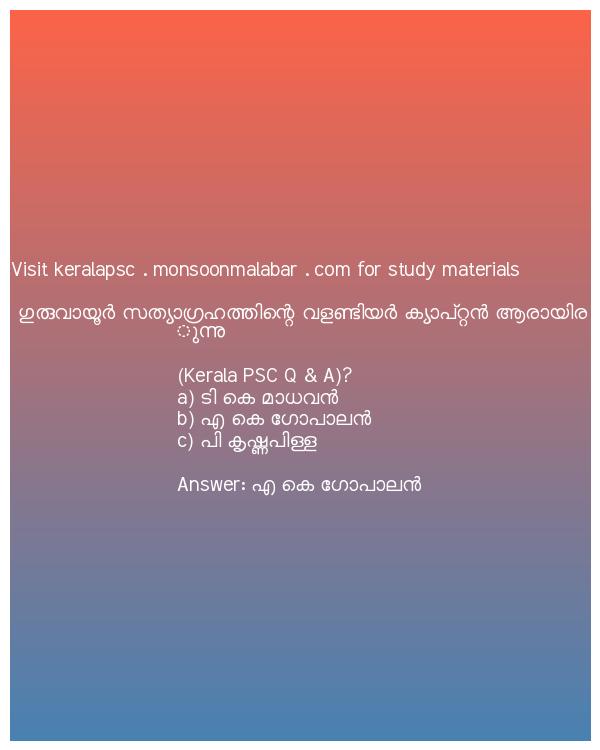 Visit keralapsc . monsoonmalabar . com for study materials
ഗുരുവായൂർ സത്യാഗ്രഹത്തിന്റെ വളണ്ടിയർ ക്യാപ്റ്റൻ ആരായിര
ുന്നു
(Kerala PSC Q & A)?
a) ടി കെ മാധവൻ
b) എ കെ ഗോപാലൻ
c) പി കൃഷ്ണപിള്ള
Answer: എ കെ ഗോപാലൻ